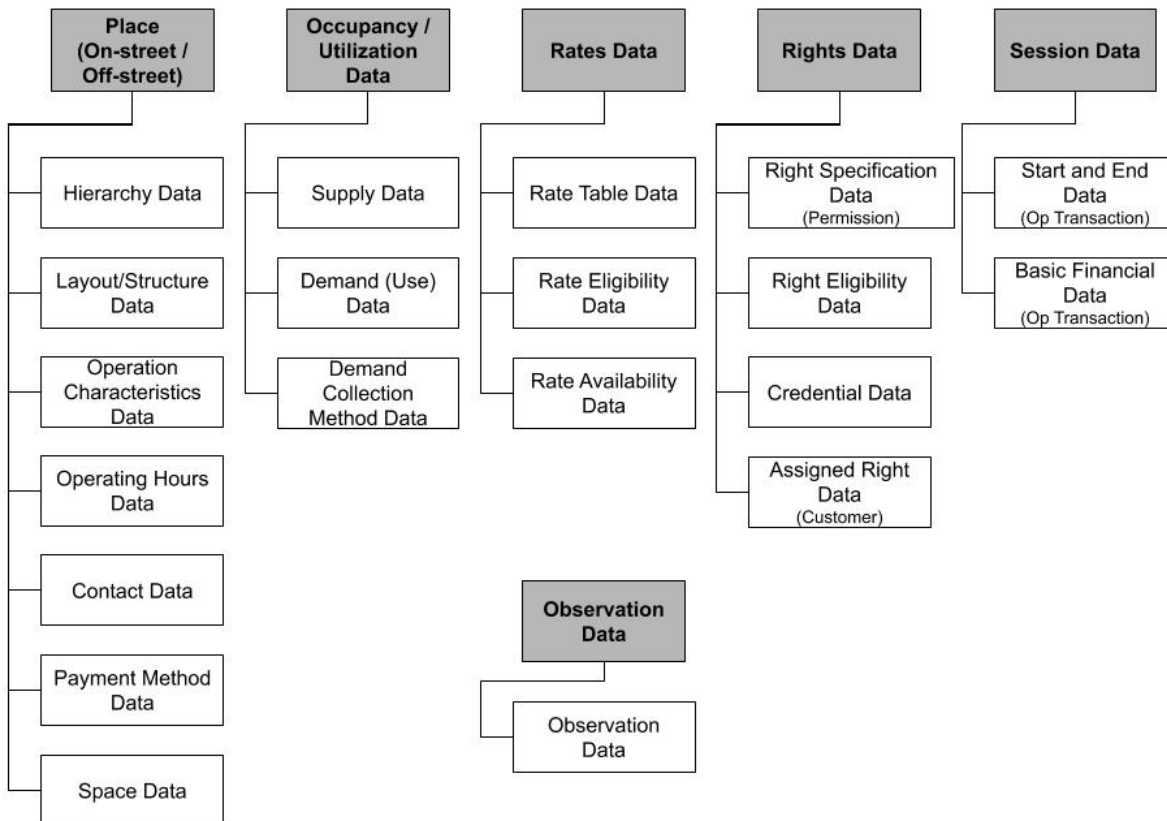 Place
(On-street /
Off-street)
Hierarchy Data
Layout/Structure
Data
Operation
Characteristics
Data
Operating Hours
Data
Contact Data
Payment Method
Data
Space Data
Occupancy /
Utilization
Data
Supply Data
Demand (Use)
Data
Demand
Collection
Method Data
Rates Data
Rate Table Data
Rate Eligibility
Data
Rate Availability
Data
Rights Data
Right Specification
Data
(Permission)
Right Eligibility
Data
Credential Data
Assigned Right
Data
(Customer)
Session Data
Start and End
Data
(Op Transaction)
Basic Financial
Data
(Op Transaction)
Observation
Data
Observation
Data